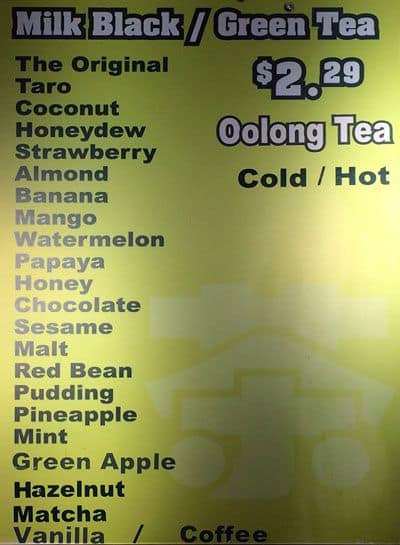 Milk Black / Green Tea
$2.29
Oolong Tea
Cold / Hot
The Original
Taro
Coconut
Honeydew
Strawberry
Almond
Banana
Mango
Watermelon
Papaya
Honey
Chocolate
Sesame
Malt
Red Bean
Pudding
Pineapple
Mint
Green Apple
Hazelnut
Matcha
Vanilla / Coffee